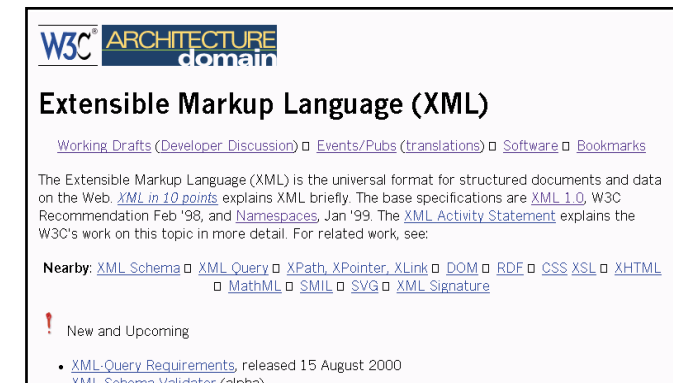 W3C® ARCHITECTURE
domain
Extensible Markup Language (XML)
Working Drafts (Developer Discussion) □ Events/Pubs (translations) □ Software □ Bookmarks
The Extensible Markup Language (XML) is the universal format for structured documents and data
on the Web. XML in 10 points explains XML briefly. The base specifications are XML 1.0, W3C
Recommendation Feb '98, and Namespaces, Jan '99. The XML Activity Statement explains the
W3C's work on this topic in more detail. For related work, see:
Nearby: XML Schema □ XML Query □ XPath, XPointer, XLink □ DOM □ RDF □ CSS XSL □ XHTML
□ MathML □ SMIL □ SVG □ XML Signature
! New and Upcoming
• XML-Query Requirements, released 15 August 2000
XML Schema Validator (alpha)